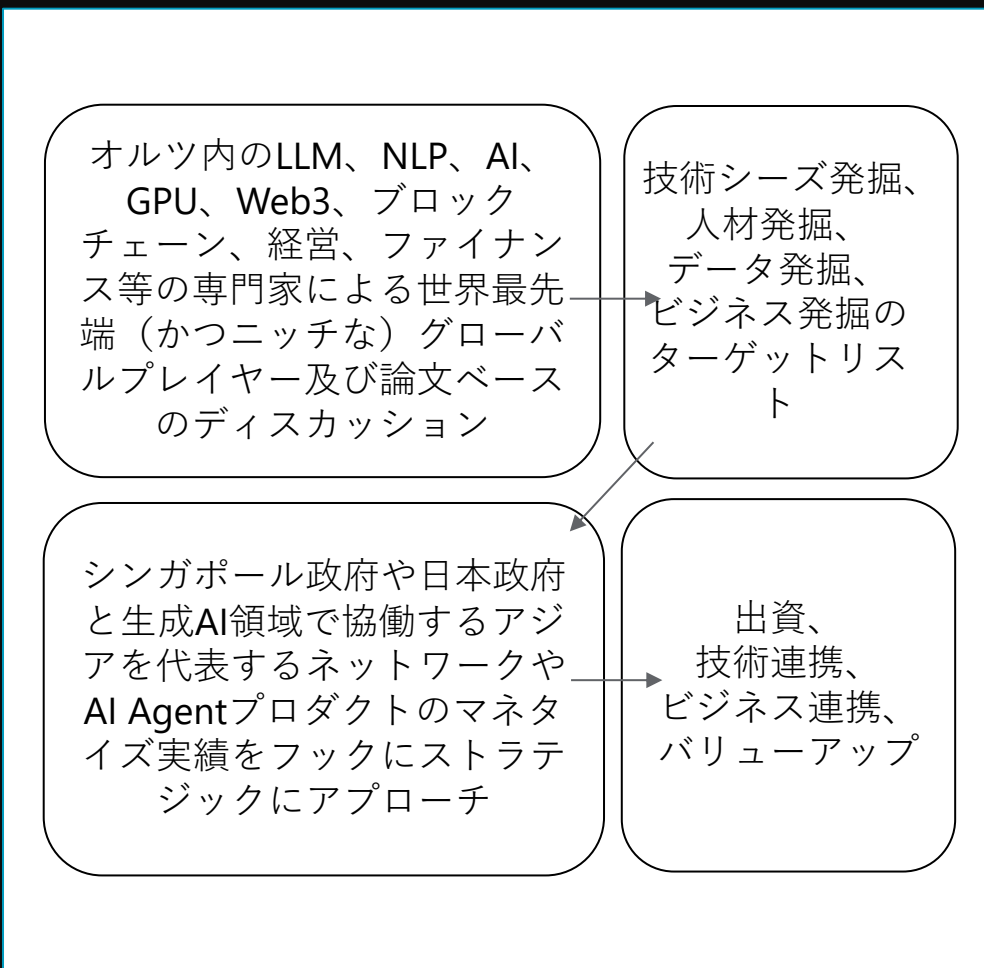 オルツ内のLLM、NLP、AI、
GPU、Web3、ブロック
チェーン、経営、ファイナン
ス等の専門家による世界最先
端（かつニッチな）グローバ
ルプレイヤー及び論文ベース
のディスカッション
技術シーズ発掘、
人材発掘、
データ発掘、
ビジネス発掘の
ターゲットリス
ト
シンガポール政府や日本政府
と生成AI領域で協働するアジ
アを代表するネットワークや
AI Agentプロダクトのマネタ
イズ実績をフックにストラテ
ジックにアプローチ
出資、
技術連携、
ビジネス連携、
バリューアップ